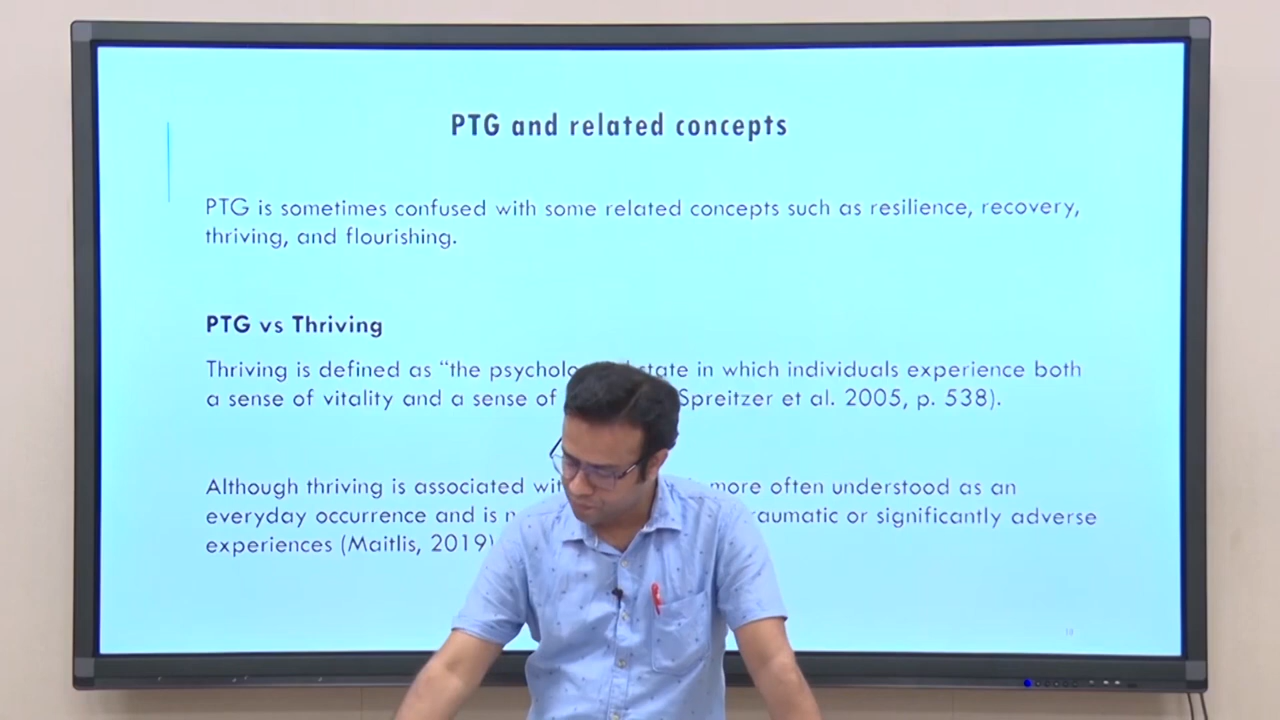 PTG and related concepts
PTG is sometimes confused with some related concepts such as resilience, recovery,
thriving, and flourishing.
PTG vs Thriving
Thriving is defined as “the state in which individuals experience both
a sense of vitality and a sense of Spreitzer et al. 2005, p. 538).
Although thriving is associated more often understood as an
everyday occurrence and is or significantly adverse
experiences (Maitlis, 2019)